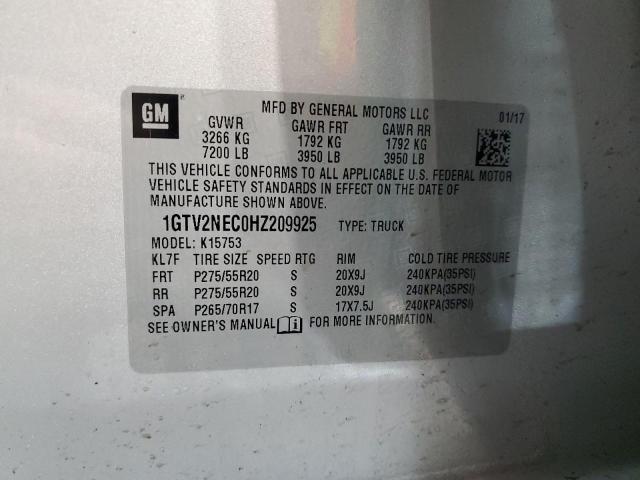 GM
MFD BY GENERAL MOTORS LLC 01/17
GVWR GAWR FRT GAWR RR
3266 KG 1792 KG 1792 KG
7200 LB 3950 LB 3950 LB
THIS VEHICLE CONFORMS TO ALL APPLICABLE U.S. FEDERAL MOTOR
VEHICLE SAFETY STANDARDS IN EFFECT ON THE DATE OF
MANUFACTURE SHOWN ABOVE.
1GTV2NEC0HZ209925 TYPE: TRUCK
MODEL: K15753
KL7F TIRE SIZE SPEED RTG RIM COLD TIRE PRESSURE
FRT P275/55R20 S 20X9J 240KPA(35PSI)
RR P275/55R20 S 20X9J 240KPA(35PSI)
SPA P265/70R17 S 17X7.5J 240KPA(35PSI)
SEE OWNER'S MANUAL FOR MORE INFORMATION.